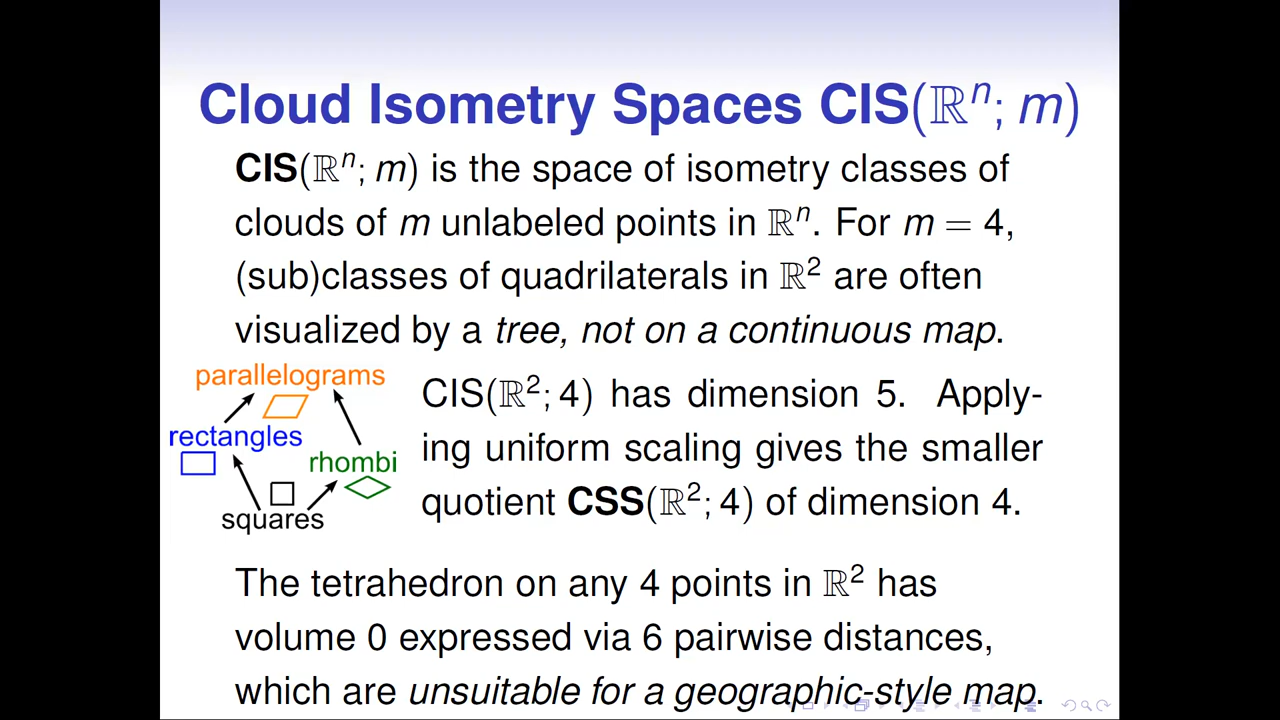 Cloud Isometry Spaces CIS(ℝⁿ; m)
CIS(ℝⁿ; m) is the space of isometry classes of
clouds of m unlabeled points in ℝⁿ. For m = 4,
(sub)classes of quadrilaterals in ℝ² are often
visualized by a tree, not on a continuous map.
parallelograms
rectangles
rhombi
squares
CIS(ℝ²; 4) has dimension 5. Apply-
ing uniform scaling gives the smaller
quotient CSS(ℝ²; 4) of dimension 4.
The tetrahedron on any 4 points in ℝ² has
volume 0 expressed via 6 pairwise distances,
which are unsuitable for a geographic-style map.